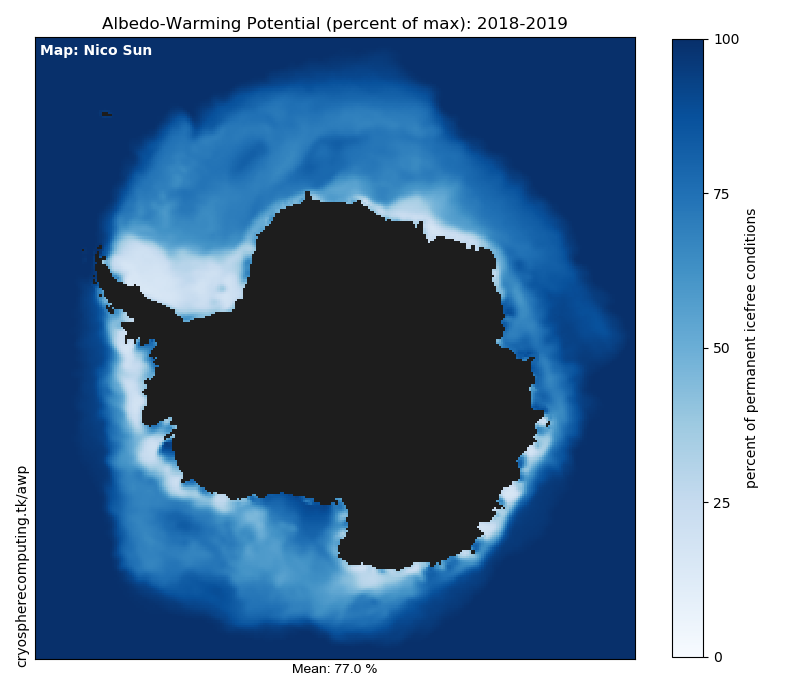 Albedo-Warming Potential (percent of max): 2018-2019
Map: Nico Sun
100
75
50
25
0
percent of permanent icefree conditions
cryospherecomputing.tk/awp
Mean: 77.0 %